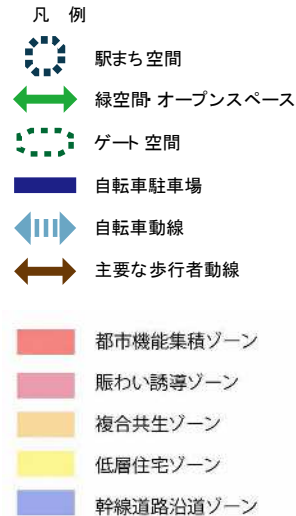 凡 例
駅まち空間
緑空間・オープンスペース
ゲート空間
自転車駐車場
自転車動線
主要な歩行者動線
都市機能集積ゾーン
賑わい誘導ゾーン
複合共生ゾーン
低層住宅ゾーン
幹線道路沿道ゾーン